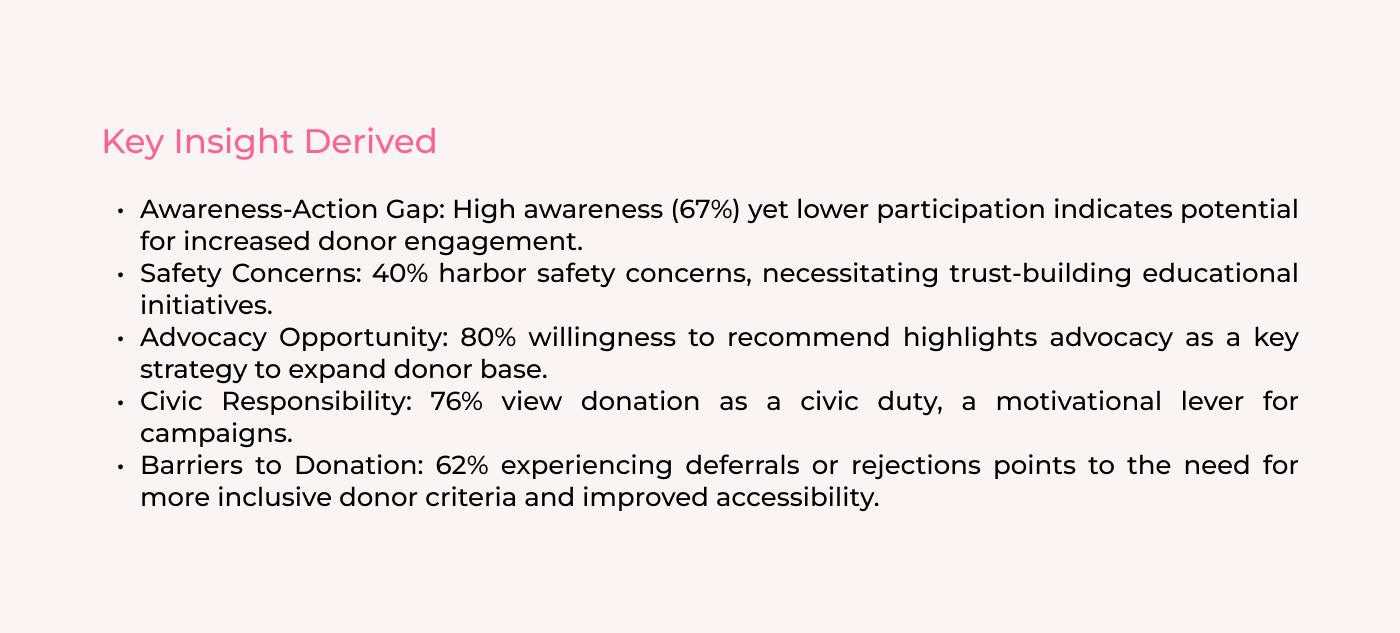 Key Insight Derived
• Awareness-Action Gap: High awareness (67%) yet lower participation indicates potential
for increased donor engagement.
• Safety Concerns: 40% harbor safety concerns, necessitating trust-building educational
initiatives.
• Advocacy Opportunity: 80% willingness to recommend highlights advocacy as a key
strategy to expand donor base.
• Civic Responsibility: 76% view donation as a civic duty, a motivational lever for
campaigns.
• Barriers to Donation: 62% experiencing deferrals or rejections points to the need for
more inclusive donor criteria and improved accessibility.